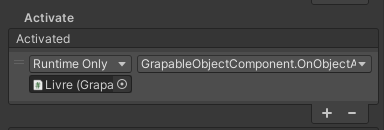 Activate
Activated
Runtime Only GrapableObjectComponent.OnObjectA
Livre (Grapa